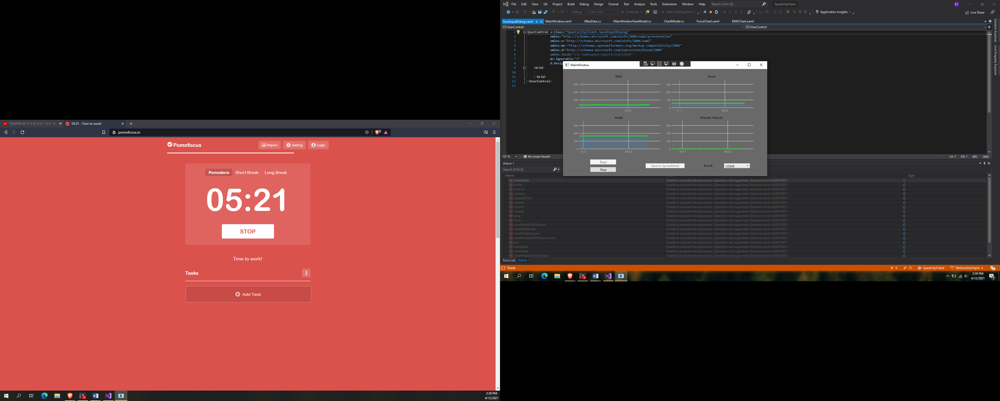 TRAPPIN IN P A R A D I S E 74
05:21 - Time to work!
pomofocus.io
Pomofocus
Report
Setting
Login
Pomodoro
Short Break
Long Break
05:21
STOP
Time to work!
Tasks
Add Task
2:39 PM
4/12/2021
File Edit View Git Project Build Debug Design Format Test Analyze Tools Extensions Window Help
Search (Ctrl+Q)
SpasticityClient
KJ
Debug
Any CPU
Continue
Select Startup Item
Application Insights
Live Share
SaveInputDialog.xaml
MainWindow.xaml
XBeeData.cs
MainWindowViewModel.cs
ChartModel.cs
ForceChart.xaml
EMGChart.xaml
UserControl
UserControl
Solution Explorer
Live Property Explorer
1 <UserControl x:Class="SpasticityClient.SaveInputDialog"
2 xmlns="http://schemas.microsoft.com/winfx/2006/xaml/presentation"
3 xmlns:x="http://schemas.microsoft.com/winfx/2006/xaml"
4 xmlns:mc="http://schemas.openxmlformats.org/markup-compatibility/2006"
5 xmlns:d="http://schemas.microsoft.com/expression/blend/2008"
6 xmlns:local="clr-namespace:SpasticityClient"
7 mc:Ignorable="d"
8 d:Desig
9 <Grid>
10
11 </Grid>
12 </UserControl>
13
MainWindow
EMG
300
200
100
0
39:52
Force
300
200
100
0
39:51 39:52
Angle
300
200
100
0
39:51 39:52
Angular Velocity
300
200
100
0
39:51 39:52
Read
Stop
Save to Spreadsheet
Port #:
COM9
101 %
No issues found
Ln: 1 Ch: 1 SPC CRLF
Watch 1
Search (Ctrl+E)
Name
Type
remainHex Unable to evaluate the expression. Operation not supported. Unknown error: 0x80070057.
buffer Unable to evaluate the expression. Operation not supported. Unknown error: 0x80070057.
hexFull Unable to evaluate the expression. Operation not supported. Unknown error: 0x80070057.
packets Unable to evaluate the expression. Operation not supported. Unknown error: 0x80070057.
elapsedTime Unable to evaluate the expression. Operation not supported. Unknown error: 0x80070057.
orientX Unable to evaluate the expression. Operation not supported. Unknown error: 0x80070057.
orientY Unable to evaluate the expression. Operation not supported. Unknown error: 0x80070057.
orientZ Unable to evaluate the expression. Operation not supported. Unknown error: 0x80070057.
emg Unable to evaluate the expression. Operation not supported. Unknown error: 0x80070057.
force Unable to evaluate the expression. Operation not supported. Unknown error: 0x80070057.
chartModel.EMGValues Unable to evaluate the expression. Operation not supported. Unknown error: 0x80070057.
chartModel.Min Unable to evaluate the expression. Operation not supported. Unknown error: 0x80070057.
chartModel.Count Unable to evaluate the expression. Operation not supported. Unknown error: 0x80070057.
chartModel.EMGValues.Count Unable to evaluate the expression. Operation not supported. Unknown error: 0x80070057.
ind Unable to evaluate the expression. Operation not supported. Unknown error: 0x80070057.
workbook Unable to evaluate the expression. Operation not supported. Unknown error: 0x80070057.
worksheet Unable to evaluate the expression. Operation not supported. Unknown error: 0x80070057.
ChartModel.SessionDatas Unable to evaluate the expression. Operation not supported. Unknown error: 0x80070057.
Error List Watch 1
Ready
0
13
SpasticityClient
fileSaveUserInput
2
2:39 PM
4/12/2021
3